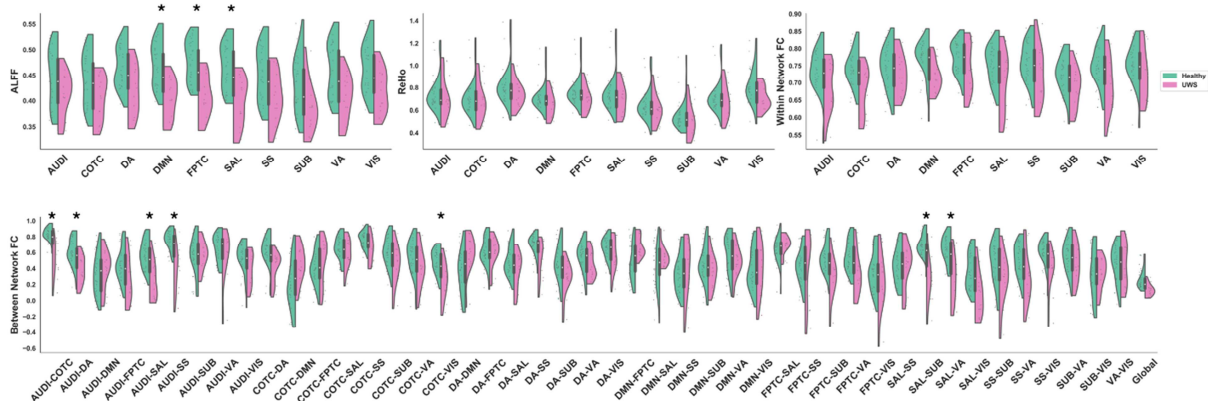 * * *
0.55
0.50
0.45
0.40
0.35
ALFF
AUDI COTC DA DMN FPTC SAL SS SUB VA VIS
1.4
1.2
1.0
0.8
0.6
0.4
ReHo
AUDI COTC DA DMN FPTC SAL SS SUB VA VIS
0.90
0.85
0.80
0.75
0.70
0.65
0.60
0.55
Within Network FC
AUDI COTC DA DMN FPTC SAL SS SUB VA VIS
Healthy
UWS
* * * * * * *
1.0
0.8
0.6
0.4
0.2
0.0
−0.2
−0.4
−0.6
Between Network FC
AUDI-COTC AUDI-DA AUDI-DMN AUDI-FPTC AUDI-SAL AUDI-SS AUDI-SUB AUDI-VA AUDI-VIS COTC-DA COTC-DMN COTC-FPTC COTC-SAL COTC-SS COTC-SUB COTC-VA COTC-VIS DA-DMN DA-FPTC DA-SAL DA-SS DA-SUB DA-VA DA-VIS DMN-FPTC DMN-SAL DMN-SS DMN-SUB DMN-VA DMN-VIS FPTC-SAL FPTC-SS FPTC-SUB FPTC-VA FPTC-VIS SAL-SS SAL-SUB SAL-VA SAL-VIS SS-SUB SS-VA SS-VIS SUB-VA SUB-VIS VA-VIS Global